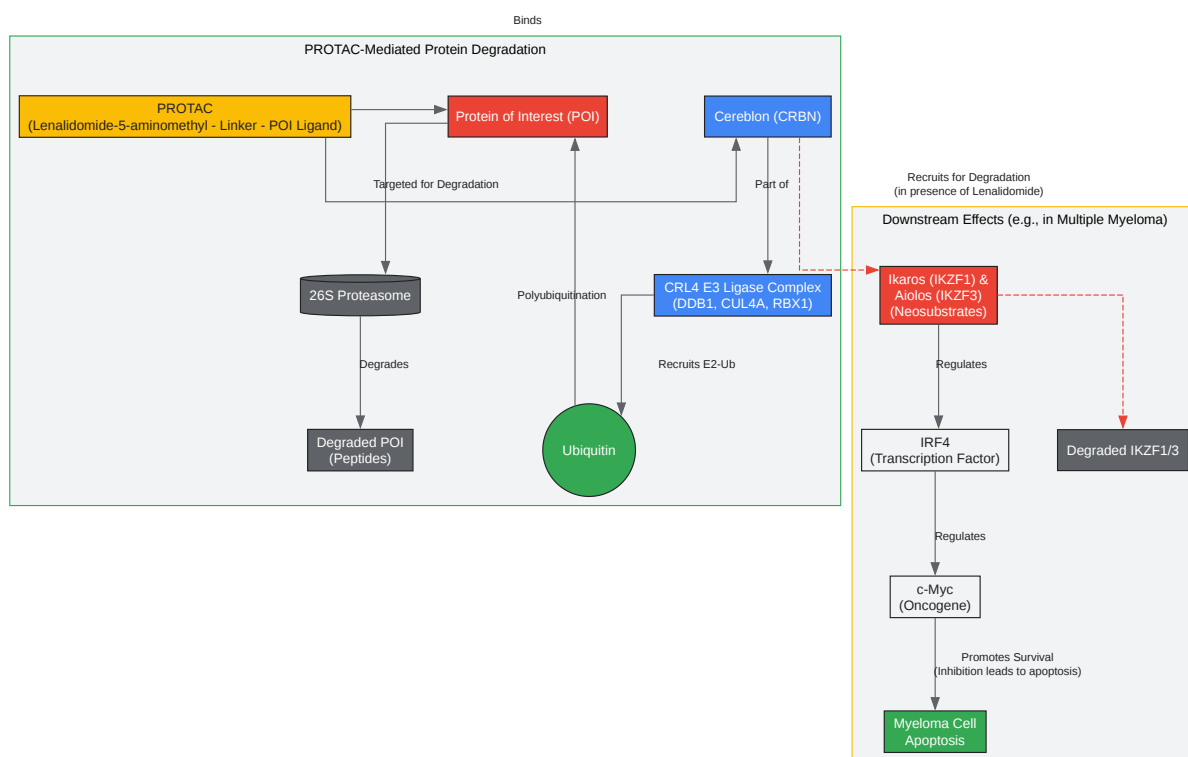 Binds
PROTAC-Mediated Protein Degradation
PROTAC
(Lenalidomide-5-aminomethyl - Linker - POI Ligand)
Protein of Interest (POI)
Cereblon (CRBN)
Targeted for Degradation
Part of
Recruits for Degradation
(in presence of Lenalidomide)
Downstream Effects (e.g., in Multiple Myeloma)
26S Proteasome
Polyubiquitination
CRL4 E3 Ligase Complex
(DDB1, CUL4A, RBX1)
Ikaros (IKZF1) &
Aiolos (IKZF3)
(Neosubstrates)
Degrades
Recruits E2-Ub
Regulates
Degraded POI
(Peptides)
Ubiquitin
IRF4
(Transcription Factor)
Degraded IKZF1/3
Regulates
c-Myc
(Oncogene)
Promotes Survival
(Inhibition leads to apoptosis)
Myeloma Cell
Apoptosis